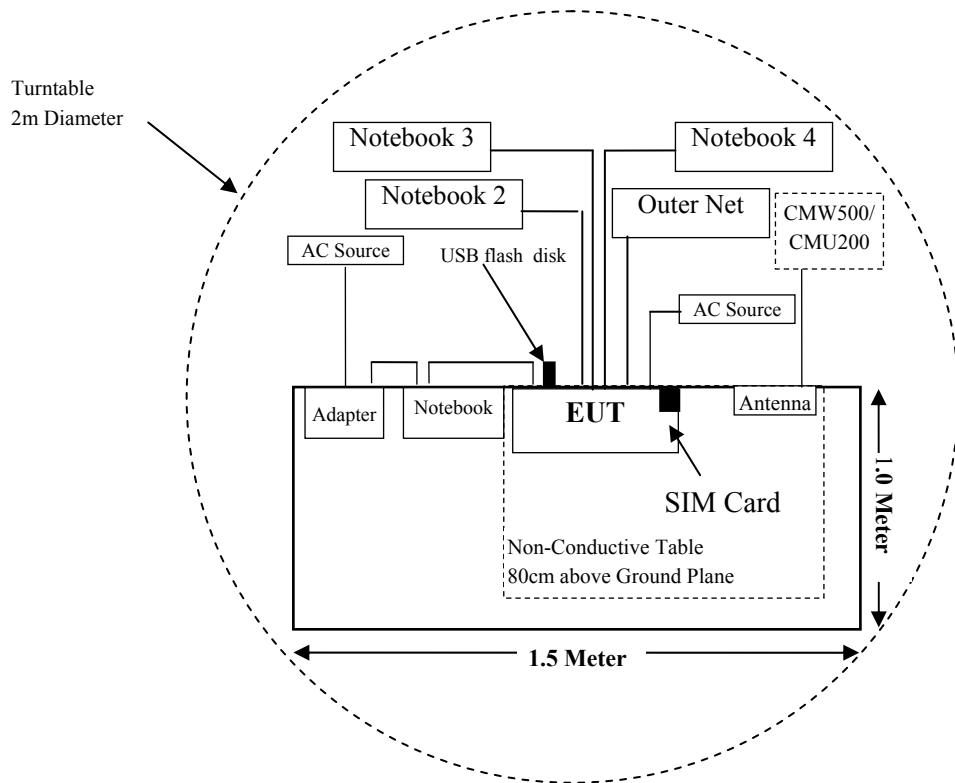 Turntable
2m Diameter
Notebook 3
Notebook 4
Notebook 2
Outer Net
CMW500/
CMU200
AC Source
USB flash disk
AC Source
Adapter
Notebook
EUT
Antenna
SIM Card
1.0 Meter
Non-Conductive Table
80cm above Ground Plane
1.5 Meter